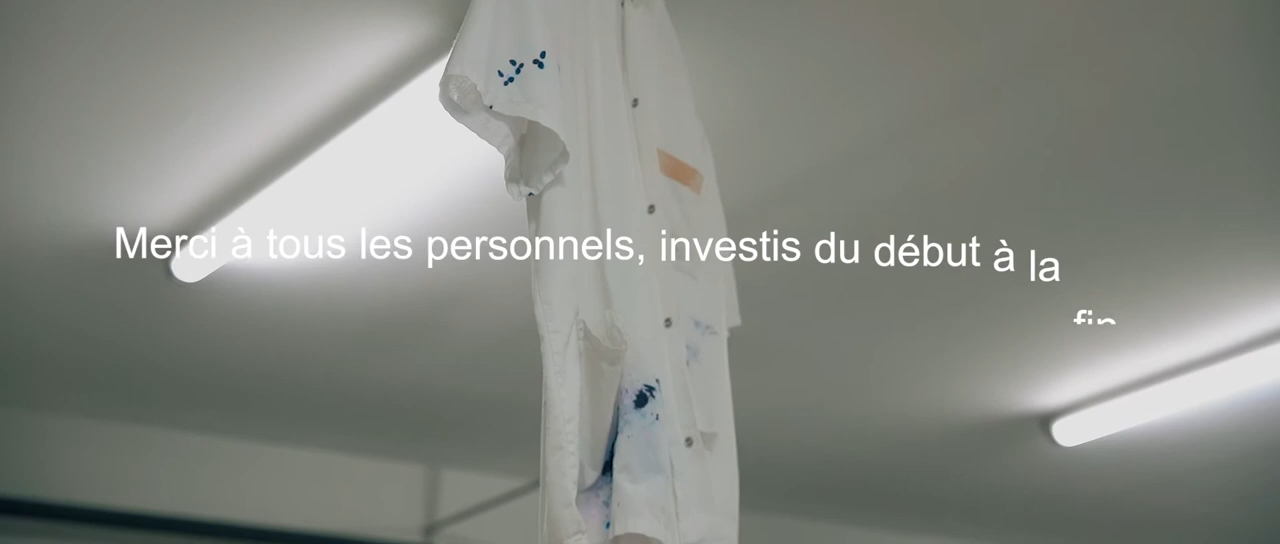 Merci à tous les personnels, investis du début à la
fin